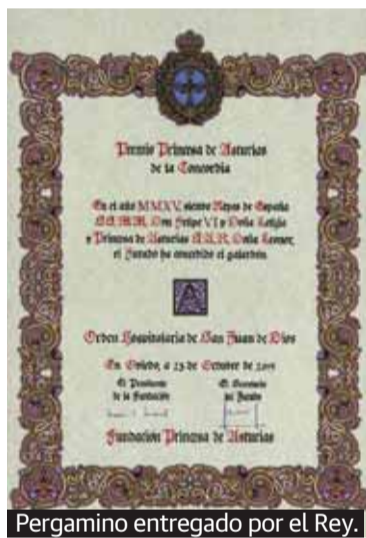 Premio Princesa de Asturias
de la Concordia
En el año MMXV, siendo Reyes de España
SS.MM. Don Felipe VI y Doña Letizia
y Princesa de Asturias S.A.R. Doña Leonor,
el Jurado ha concedido el galardón
A
Orden Hospitalaria de San Juan de Dios
En Oviedo, a 23 de October de 2015
El Presidente
de la Fundación
El Secretario
del Jurado
Fundación Princesa de Asturias
Pergamino entregado por el Rey.